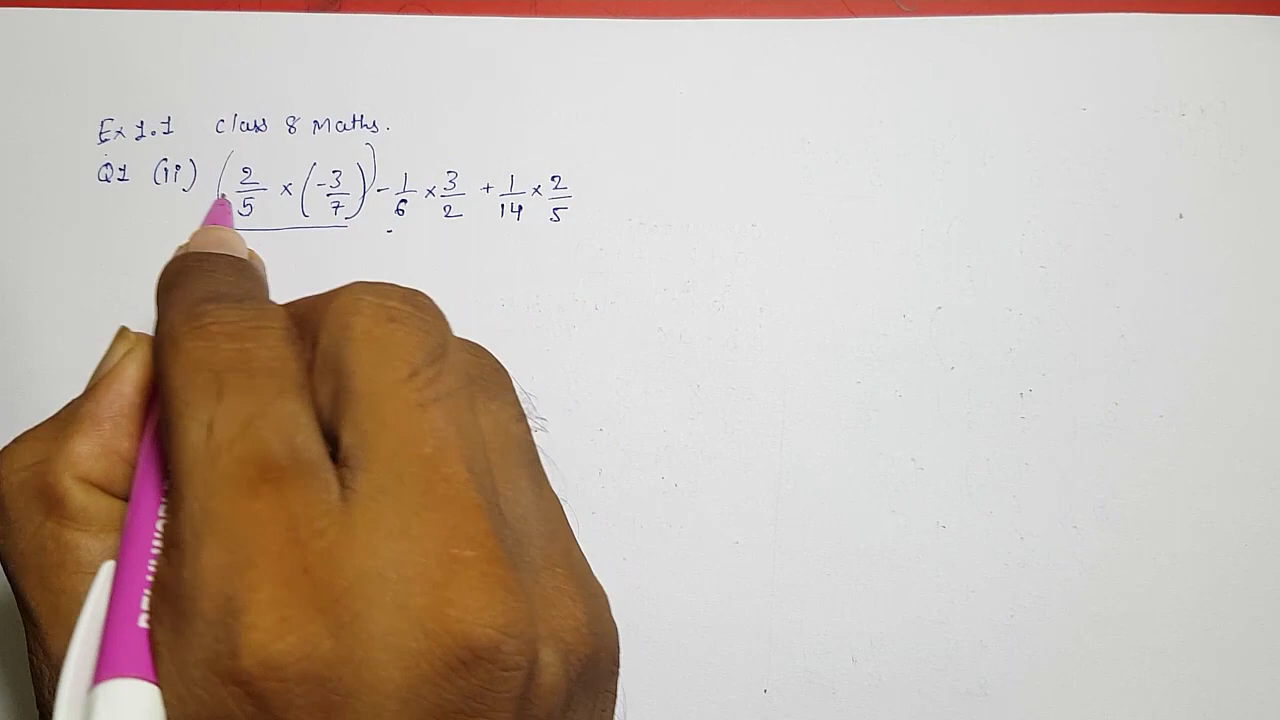 Ex 1.1 Class 8 Maths.
Q1 (ii) (2/5 × (-3/7)) - 1/6 × 3/2 + 1/14 × 2/5